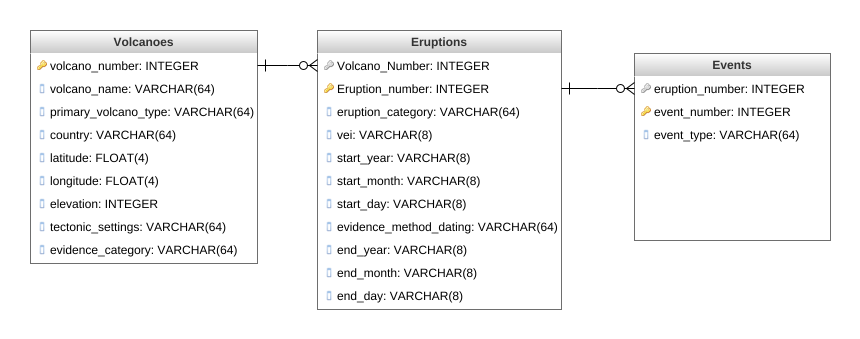 Volcanoes
volcano_number: INTEGER
volcano_name: VARCHAR(64)
primary_volcano_type: VARCHAR(64)
country: VARCHAR(64)
latitude: FLOAT(4)
longitude: FLOAT(4)
elevation: INTEGER
tectonic_settings: VARCHAR(64)
evidence_category: VARCHAR(64)
Eruptions
Volcano_Number: INTEGER
Eruption_number: INTEGER
eruption_category: VARCHAR(64)
vei: VARCHAR(8)
start_year: VARCHAR(8)
start_month: VARCHAR(8)
start_day: VARCHAR(8)
evidence_method_dating: VARCHAR(64)
end_year: VARCHAR(8)
end_month: VARCHAR(8)
end_day: VARCHAR(8)
Events
eruption_number: INTEGER
event_number: INTEGER
event_type: VARCHAR(64)